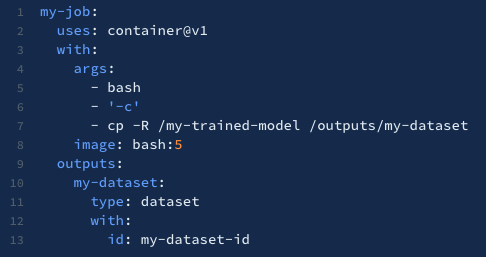 1 my-job:
2   uses: container@v1
3   with:
4     args:
5       - bash
6       - '-c'
7       - cp -R /my-trained-model /outputs/my-dataset
8     image: bash:5
9   outputs:
10     my-dataset:
11       type: dataset
12       with:
13         id: my-dataset-id